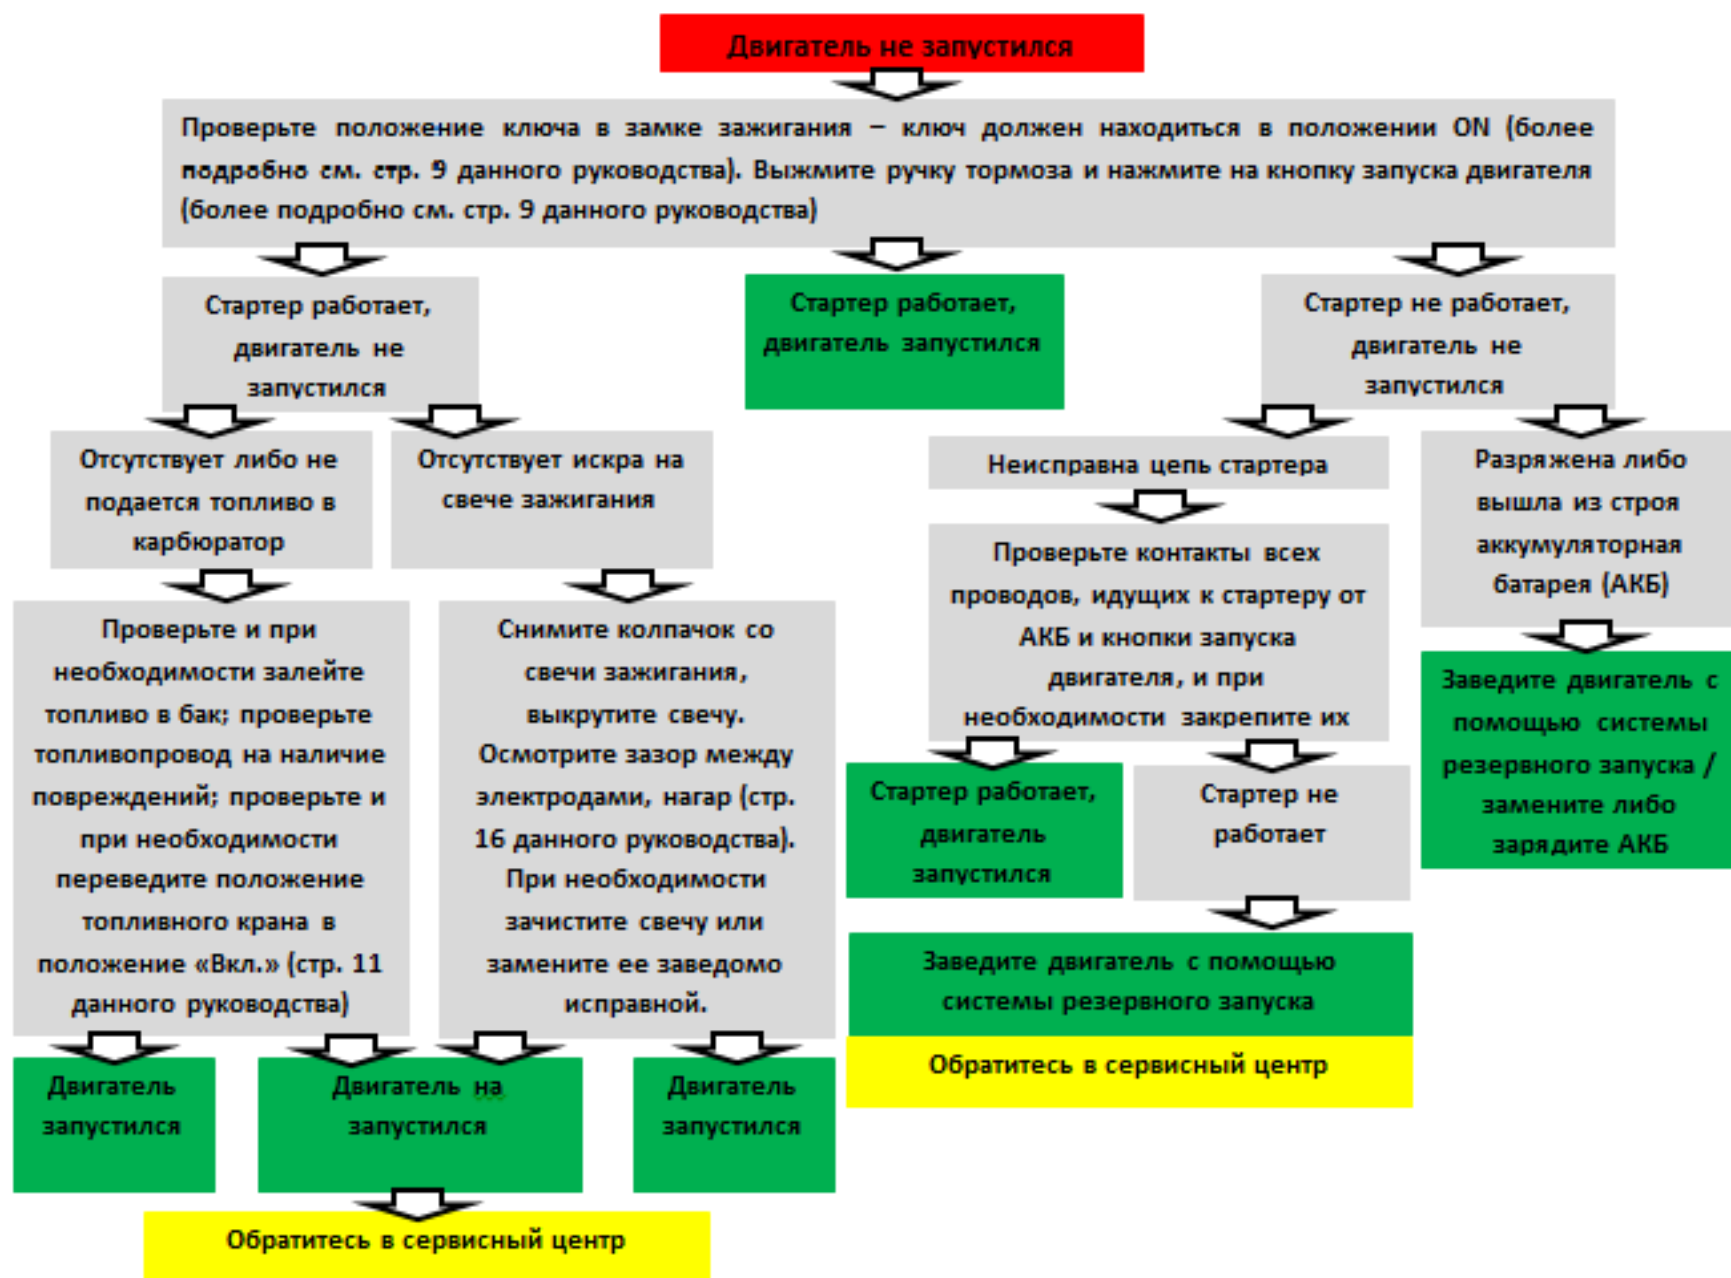 Двигатель не запустился
Проверьте положение ключа в замке зажигания – ключ должен находиться в положении ON (более
подробно см. стр. 9 данного руководства). Выжмите ручку тормоза и нажмите на кнопку запуска двигателя
(более подробно см. стр. 9 данного руководства)
Стартер работает,
двигатель не
запустился
Стартер работает,
двигатель запустился
Стартер не работает,
двигатель не
запустился
Отсутствует либо не
подается топливо в
карбюратор
Отсутствует искра на
свече зажигания
Неисправна цепь стартера
Разряжена либо
вышла из строя
аккумуляторная
батарея (АКБ)
Проверьте и при
необходимости залейте
топливо в бак; проверьте
топливопровод на наличие
повреждений; проверьте и
при необходимости
переведите положение
топливного крана в
положение «Вкл.» (стр. 11
данного руководства)
Снимите колпачок со
свечи зажигания,
выкрутите свечу.
Осмотрите зазор между
электродами, нагар (стр.
16 данного руководства).
При необходимости
зачистите свечу или
замените ее заведомо
исправной.
Проверьте контакты всех
проводов, идущих к стартеру от
АКБ и кнопки запуска
двигателя, и при
необходимости закрепите их
Заведите двигатель с
помощью системы
резервного запуска /
замените либо
зарядите АКБ
Стартер работает,
двигатель
запустился
Стартер не
работает
Заведите двигатель с помощью
системы резервного запуска
Обратитесь в сервисный центр
Двигатель
запустился
Двигатель на
запустился
Двигатель
запустился
Обратитесь в сервисный центр